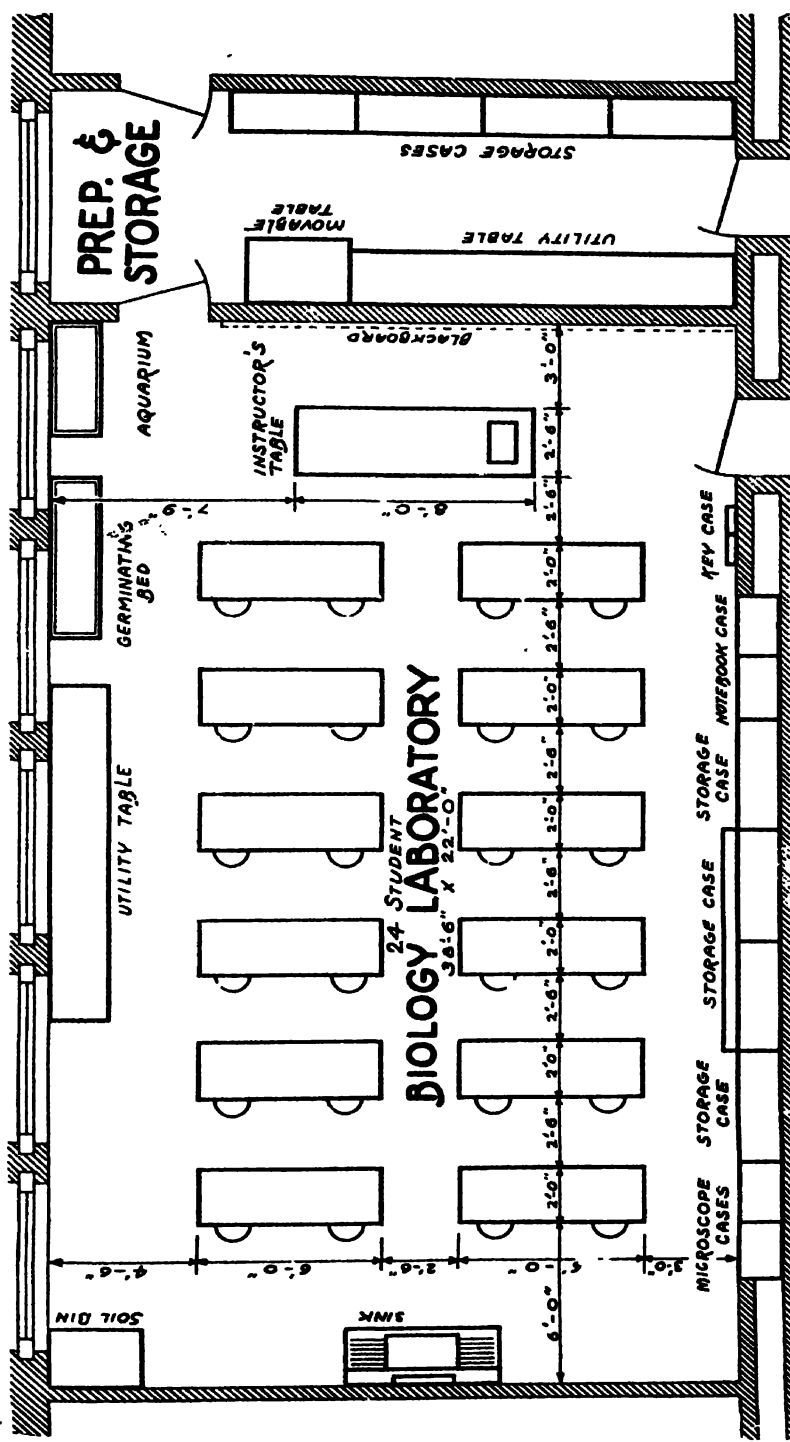 PREP. &
STORAGE
STORAGE CASES
MOVABLE
TABLE
UTILITY TABLE
AQUARIUM
BLACKBOARD
INSTRUCTOR'S
TABLE
GERMINATING
BED
7'-9"
8'-0"
KEY CASE
NOTEBOOK CASE
UTILITY TABLE
24 STUDENT
BIOLOGY LABORATORY
38'-6" X 22'-0"
STORAGE
CASE
STORAGE CASE
STORAGE
CASE
MICROSCOPE
CASES
3'-0"
2'-6"
2'-6"
2'-0"
2'-6"
2'-0"
2'-6"
2'-0"
2'-6"
2'-0"
2'-6"
2'-0"
2'-6"
2'-0"
6'-0"
4'-6"
6'-0"
2'-6"
6'-0"
3'-0"
SOIL BIN
SINK